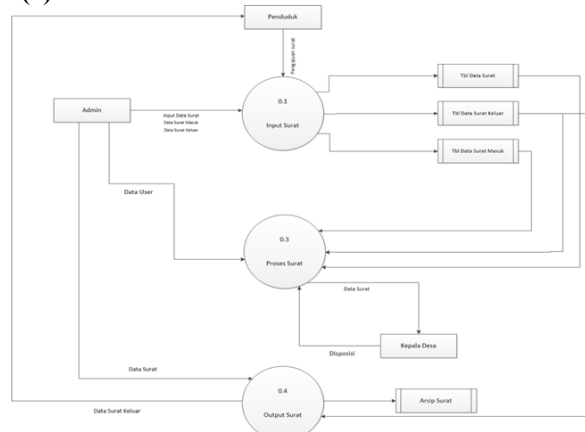 Penduduk
Pengajuan surat
0.1
Input Surat
Admin
Input Data Surat
Data Surat Masuk
Data Surat Keluar
Tbl Data Surat
Tbl Data Surat Keluar
Tbl Data Surat Masuk
Data User
0.3
Proses Surat
Data Surat
Kepala Desa
Disposisi
Data Surat
0.4
Output Surat
Arsip Surat
Data Surat Keluar